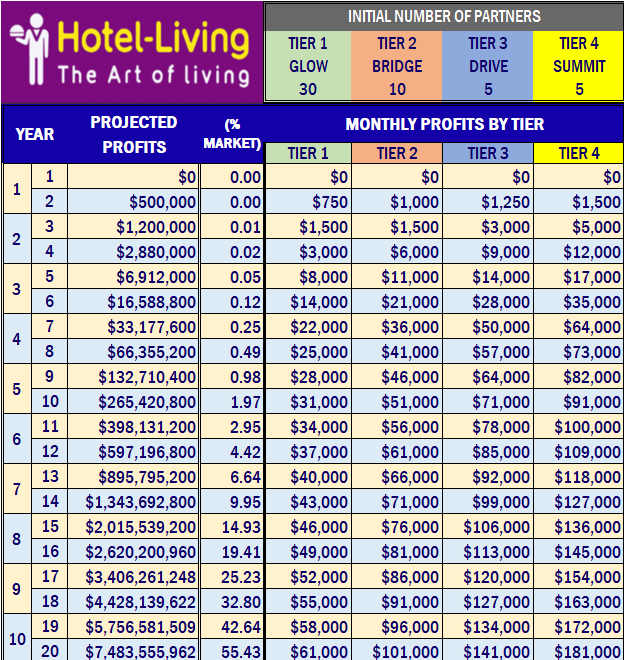 Hotel-Living
The Art of living
INITIAL NUMBER OF PARTNERS
TIER 1 TIER 2 TIER 3 TIER 4
GLOW BRIDGE DRIVE SUMMIT
30 10 5 5
YEAR PROJECTED PROFITS (% MARKET) MONTHLY PROFITS BY TIER
TIER 1 TIER 2 TIER 3 TIER 4
1 1 $0 0.00 $0 $0 $0 $0
2 $500,000 0.00 $750 $1,000 $1,250 $1,500
2 3 $1,200,000 0.01 $1,500 $1,500 $3,000 $5,000
4 $2,880,000 0.02 $3,000 $6,000 $9,000 $12,000
3 5 $6,912,000 0.05 $8,000 $11,000 $14,000 $17,000
6 $16,588,800 0.12 $14,000 $21,000 $28,000 $35,000
4 7 $33,177,600 0.25 $22,000 $36,000 $50,000 $64,000
8 $66,355,200 0.49 $25,000 $41,000 $57,000 $73,000
5 9 $132,710,400 0.98 $28,000 $46,000 $64,000 $82,000
10 $265,420,800 1.97 $31,000 $51,000 $71,000 $91,000
6 11 $398,131,200 2.95 $34,000 $56,000 $78,000 $100,000
12 $597,196,800 4.42 $37,000 $61,000 $85,000 $109,000
7 13 $895,795,200 6.64 $40,000 $66,000 $92,000 $118,000
14 $1,343,692,800 9.95 $43,000 $71,000 $99,000 $127,000
8 15 $2,015,539,200 14.93 $46,000 $76,000 $106,000 $136,000
16 $2,620,200,960 19.41 $49,000 $81,000 $113,000 $145,000
9 17 $3,406,261,248 25.23 $52,000 $86,000 $120,000 $154,000
18 $4,428,139,622 32.80 $55,000 $91,000 $127,000 $163,000
10 19 $5,756,581,509 42.64 $58,000 $96,000 $134,000 $172,000
20 $7,483,555,962 55.43 $61,000 $101,000 $141,000 $181,000